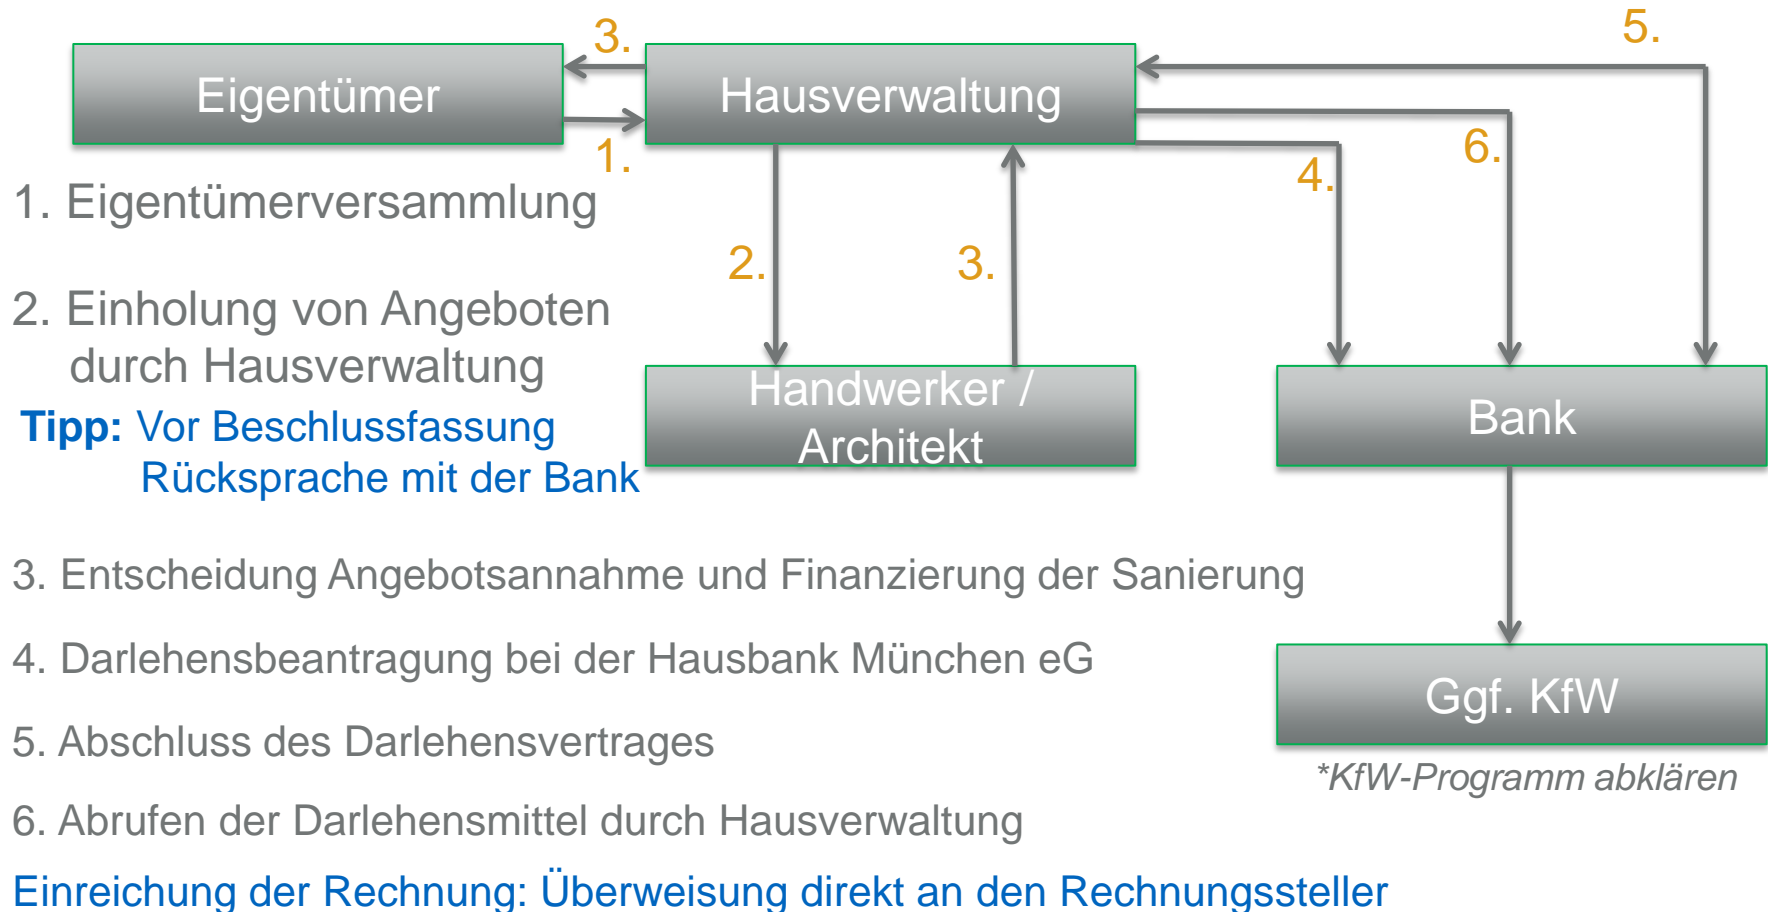 3.
5.
Eigentümer
Hausverwaltung
1.
6.
4.
1. Eigentümerversammlung
2.
3.
2. Einholung von Angeboten
durch Hausverwaltung
Handwerker /
Architekt
Bank
Tipp: Vor Beschlussfassung
Rücksprache mit der Bank
3. Entscheidung Angebotsannahme und Finanzierung der Sanierung
4. Darlehensbeantragung bei der Hausbank München eG
Ggf. KfW
5. Abschluss des Darlehensvertrages
*KfW-Programm abklären
6. Abrufen der Darlehensmittel durch Hausverwaltung
Einreichung der Rechnung: Überweisung direkt an den Rechnungssteller